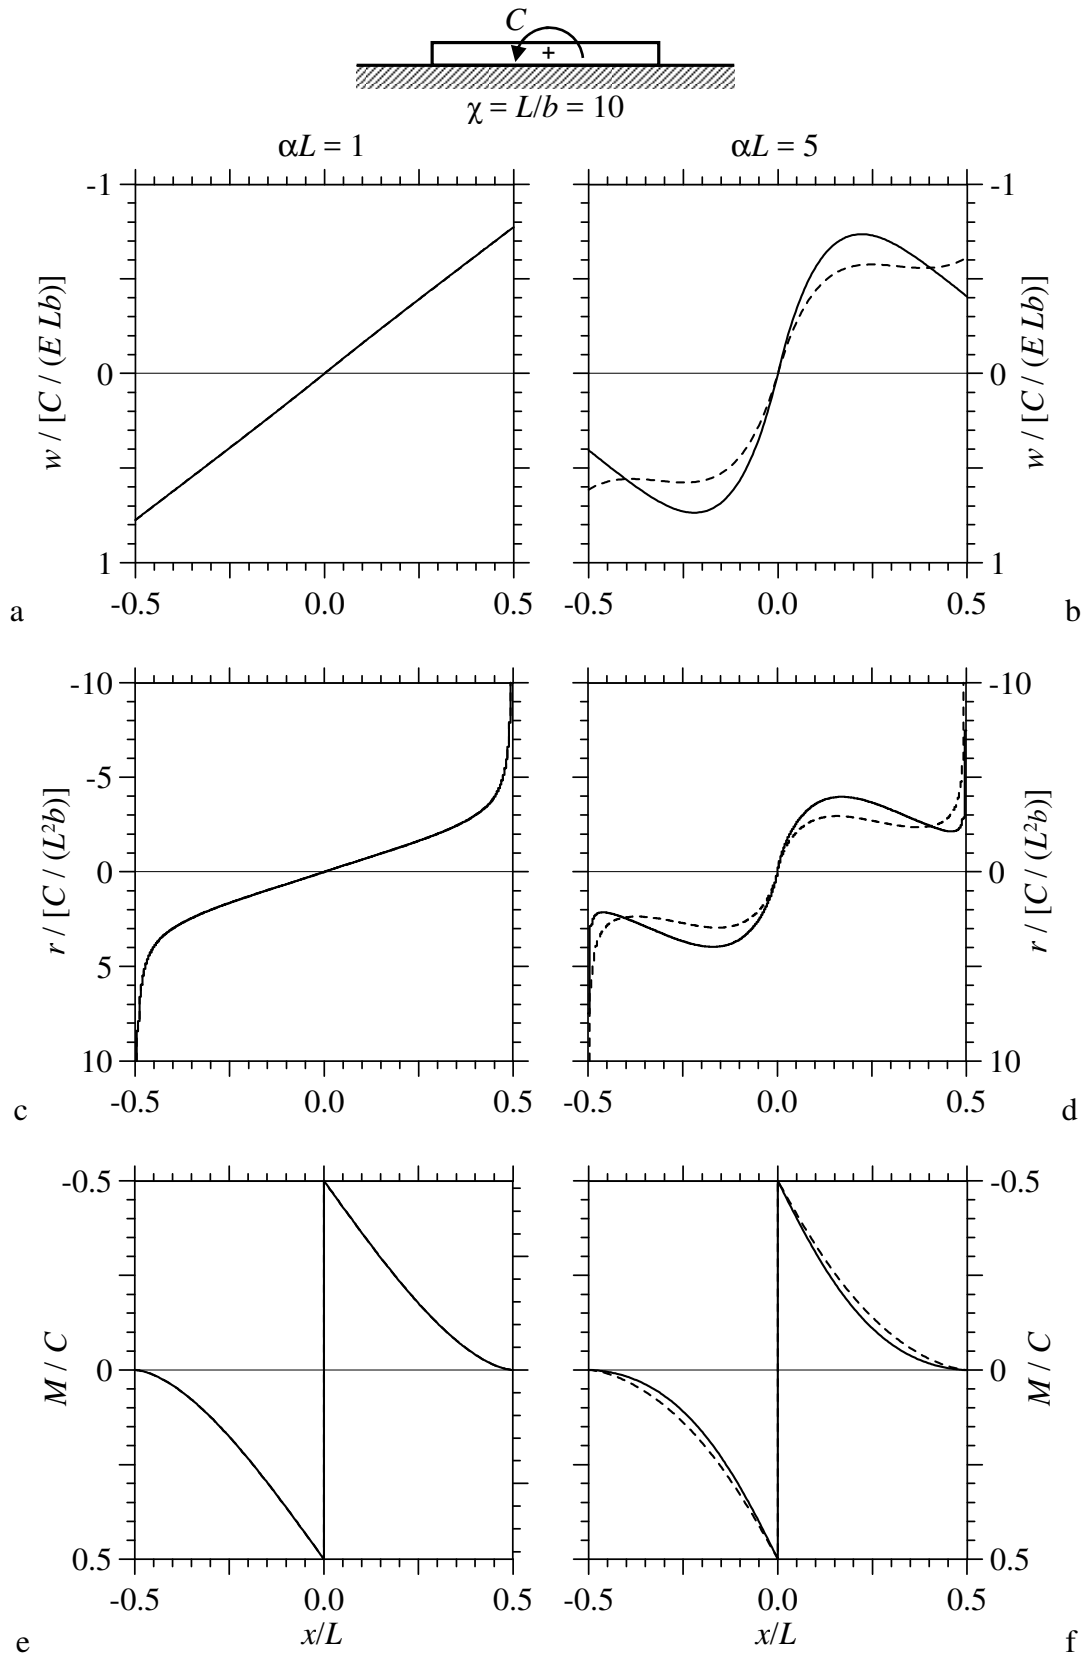 C
+
χ = L/b = 10
αL = 1
αL = 5
-1
0
1
w / [C / (E Lb)]
-0.5 0.0 0.5
a
-1
0
1
w / [C / (E Lb)]
-0.5 0.0 0.5
b
-10
-5
0
5
10
r / [C / (L²b)]
-0.5 0.0 0.5
c
-10
0
10
r / [C / (L²b)]
-0.5 0.0 0.5
d
-0.5
0
0.5
M / C
-0.5 0.0 0.5
x/L
e
-0.5
0
0.5
M / C
-0.5 0.0 0.5
x/L
f